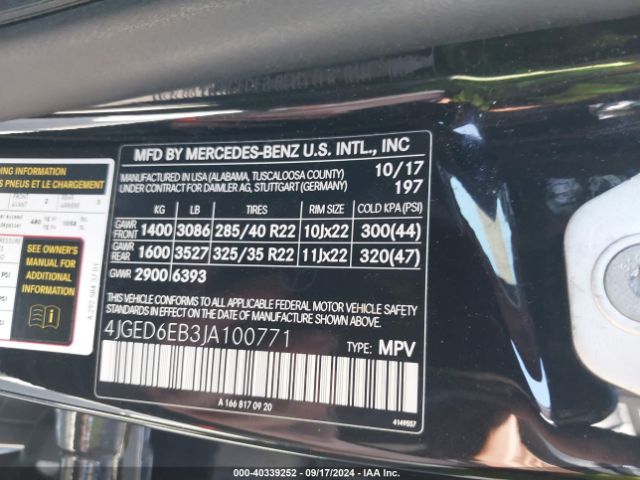 MFD BY MERCEDES-BENZ U.S. INTL., INC
MANUFACTURED IN USA (ALABAMA, TUSCALOOSA COUNTY) 10/17
UNDER CONTRACT FOR DAIMLER AG, STUTTGART (GERMANY) 197
KG LB TIRES RIM SIZE COLD KPA (PSI)
GAWR FRONT 1400 3086 285/40 R22 10Jx22 300(44)
GAWR REAR 1600 3527 325/35 R22 11Jx22 320(47)
GVWR 2900 6393
THIS VEHICLE CONFORMS TO ALL APPLICABLE FEDERAL MOTOR VEHICLE SAFETY
STANDARDS IN EFFECT ON THE DATE OF MANUFACTURE SHOWN ABOVE.
4JGED6EB3JA100771 TYPE: MPV
A 166 817 09 20
4149557
INFORMATION
PNEUS ET LE CHARGEMENT
SEE OWNER'S
MANUAL FOR
ADDITIONAL
INFORMATION
PSI
PSI
000-40339252 - 09/17/2024 - IAA Inc.